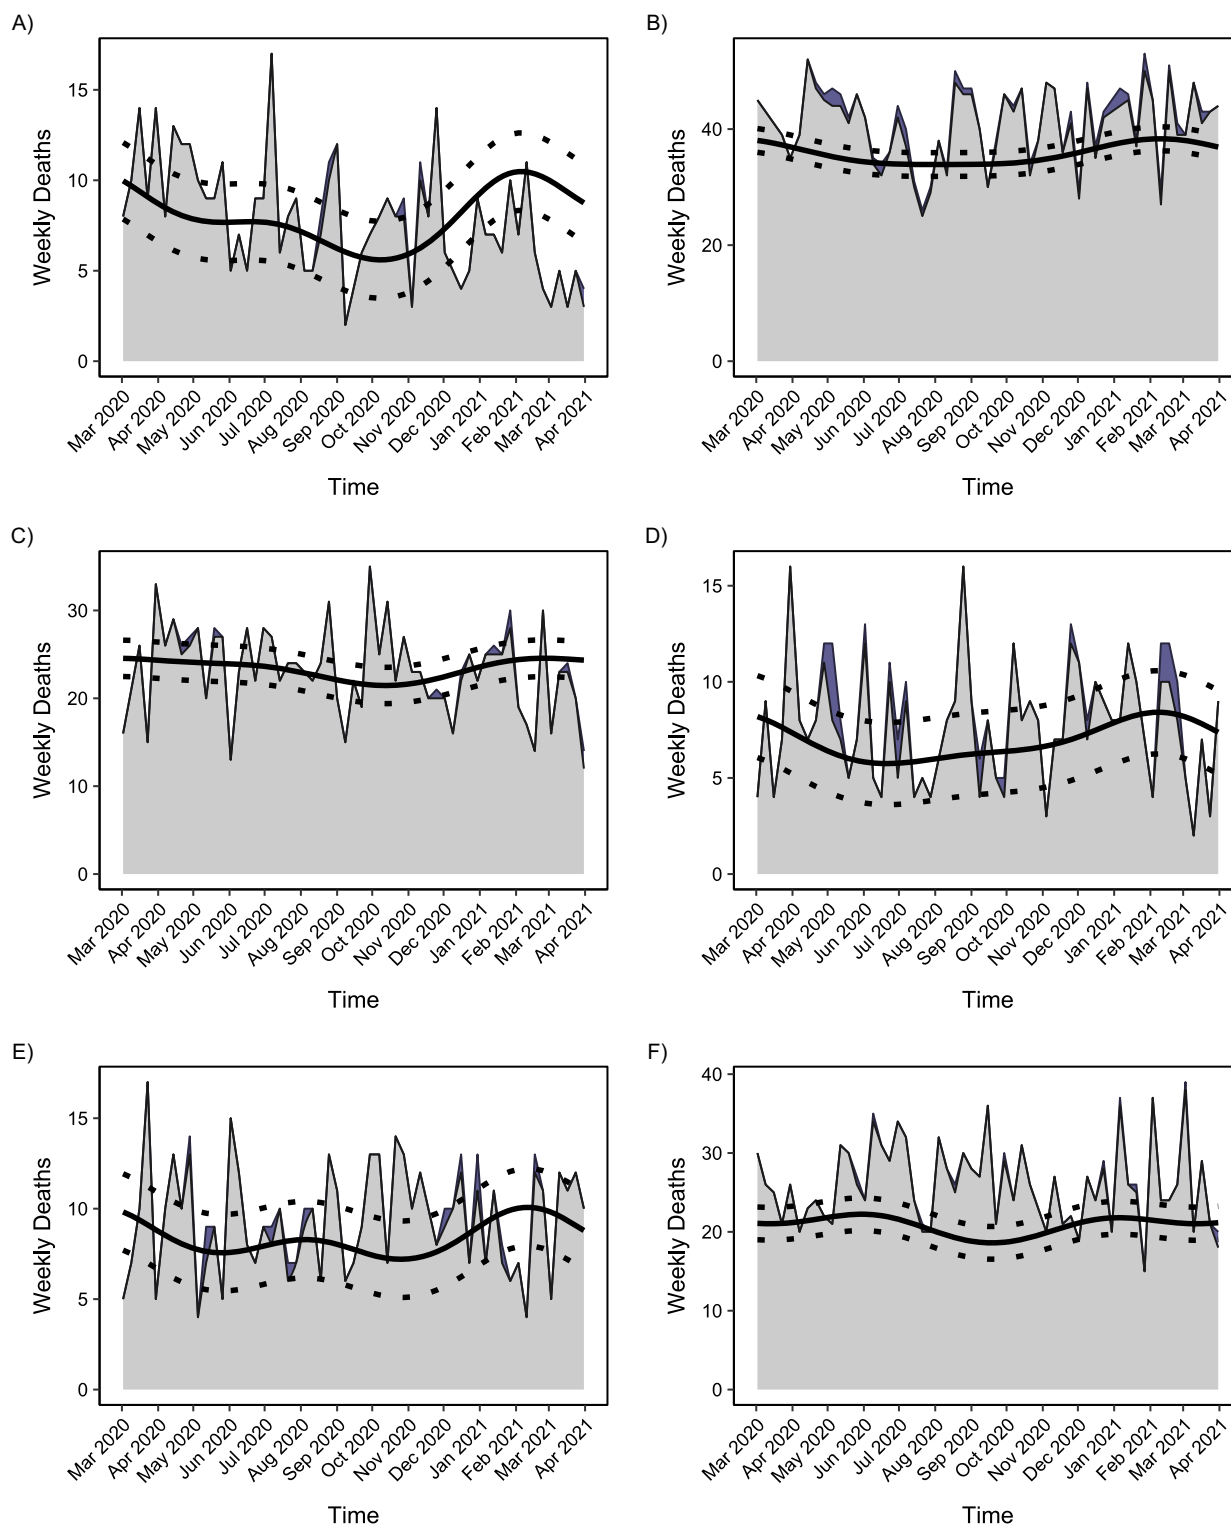 A)
Weekly Deaths
15
10
5
0
Mar 2020
Apr 2020
May 2020
Jun 2020
Jul 2020
Aug 2020
Sep 2020
Oct 2020
Nov 2020
Dec 2020
Jan 2021
Feb 2021
Mar 2021
Apr 2021
Time
B)
Weekly Deaths
40
20
0
Mar 2020
Apr 2020
May 2020
Jun 2020
Jul 2020
Aug 2020
Sep 2020
Oct 2020
Nov 2020
Dec 2020
Jan 2021
Feb 2021
Mar 2021
Apr 2021
Time
C)
Weekly Deaths
30
20
10
0
Mar 2020
Apr 2020
May 2020
Jun 2020
Jul 2020
Aug 2020
Sep 2020
Oct 2020
Nov 2020
Dec 2020
Jan 2021
Feb 2021
Mar 2021
Apr 2021
Time
D)
Weekly Deaths
15
10
5
0
Mar 2020
Apr 2020
May 2020
Jun 2020
Jul 2020
Aug 2020
Sep 2020
Oct 2020
Nov 2020
Dec 2020
Jan 2021
Feb 2021
Mar 2021
Apr 2021
Time
E)
Weekly Deaths
15
10
5
0
Mar 2020
Apr 2020
May 2020
Jun 2020
Jul 2020
Aug 2020
Sep 2020
Oct 2020
Nov 2020
Dec 2020
Jan 2021
Feb 2021
Mar 2021
Apr 2021
Time
F)
Weekly Deaths
40
30
20
10
0
Mar 2020
Apr 2020
May 2020
Jun 2020
Jul 2020
Aug 2020
Sep 2020
Oct 2020
Nov 2020
Dec 2020
Jan 2021
Feb 2021
Mar 2021
Apr 2021
Time